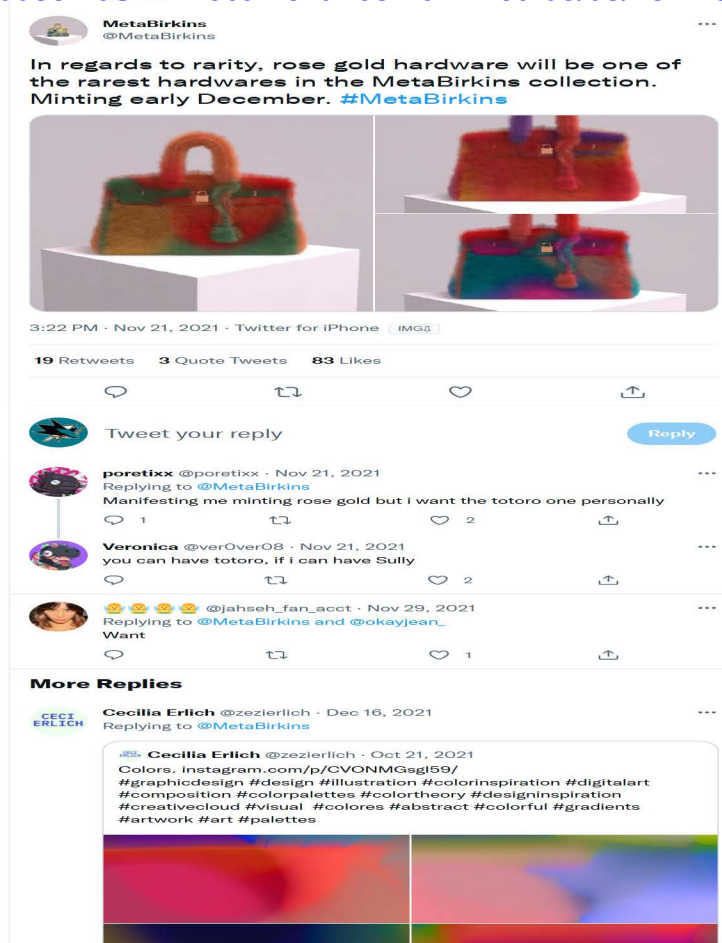 MetaBirkins
@MetaBirkins
In regards to rarity, rose gold hardware will be one of
the rarest hardwares in the MetaBirkins collection.
Minting early December. #MetaBirkins
3:22 PM · Nov 21, 2021 · Twitter for iPhone
19 Retweets 3 Quote Tweets 83 Likes
Tweet your reply
Reply
poretixx @poretixx · Nov 21, 2021
Replying to @MetaBirkins
Manifesting me minting rose gold but i want the totoro one personally
1 2
Veronica @ver0ver08 · Nov 21, 2021
you can have totoro, if i can have Sully
2
@jahseh_fan_acct · Nov 29, 2021
Replying to @MetaBirkins and @okayjean_
Want
1
More Replies
CECI
ERLICH
Cecilia Erlich @zezierlich · Dec 16, 2021
Replying to @MetaBirkins
Cecilia Erlich @zezierlich · Oct 21, 2021
Colors. instagram.com/p/CVONMGsgl59/
#graphicdesign #design #illustration #colorinspiration #digitalart
#composition #colorpalettes #colortheory #designinspiration
#creativecloud #visual #colores #abstract #colorful #gradients
#artwork #art #palettes